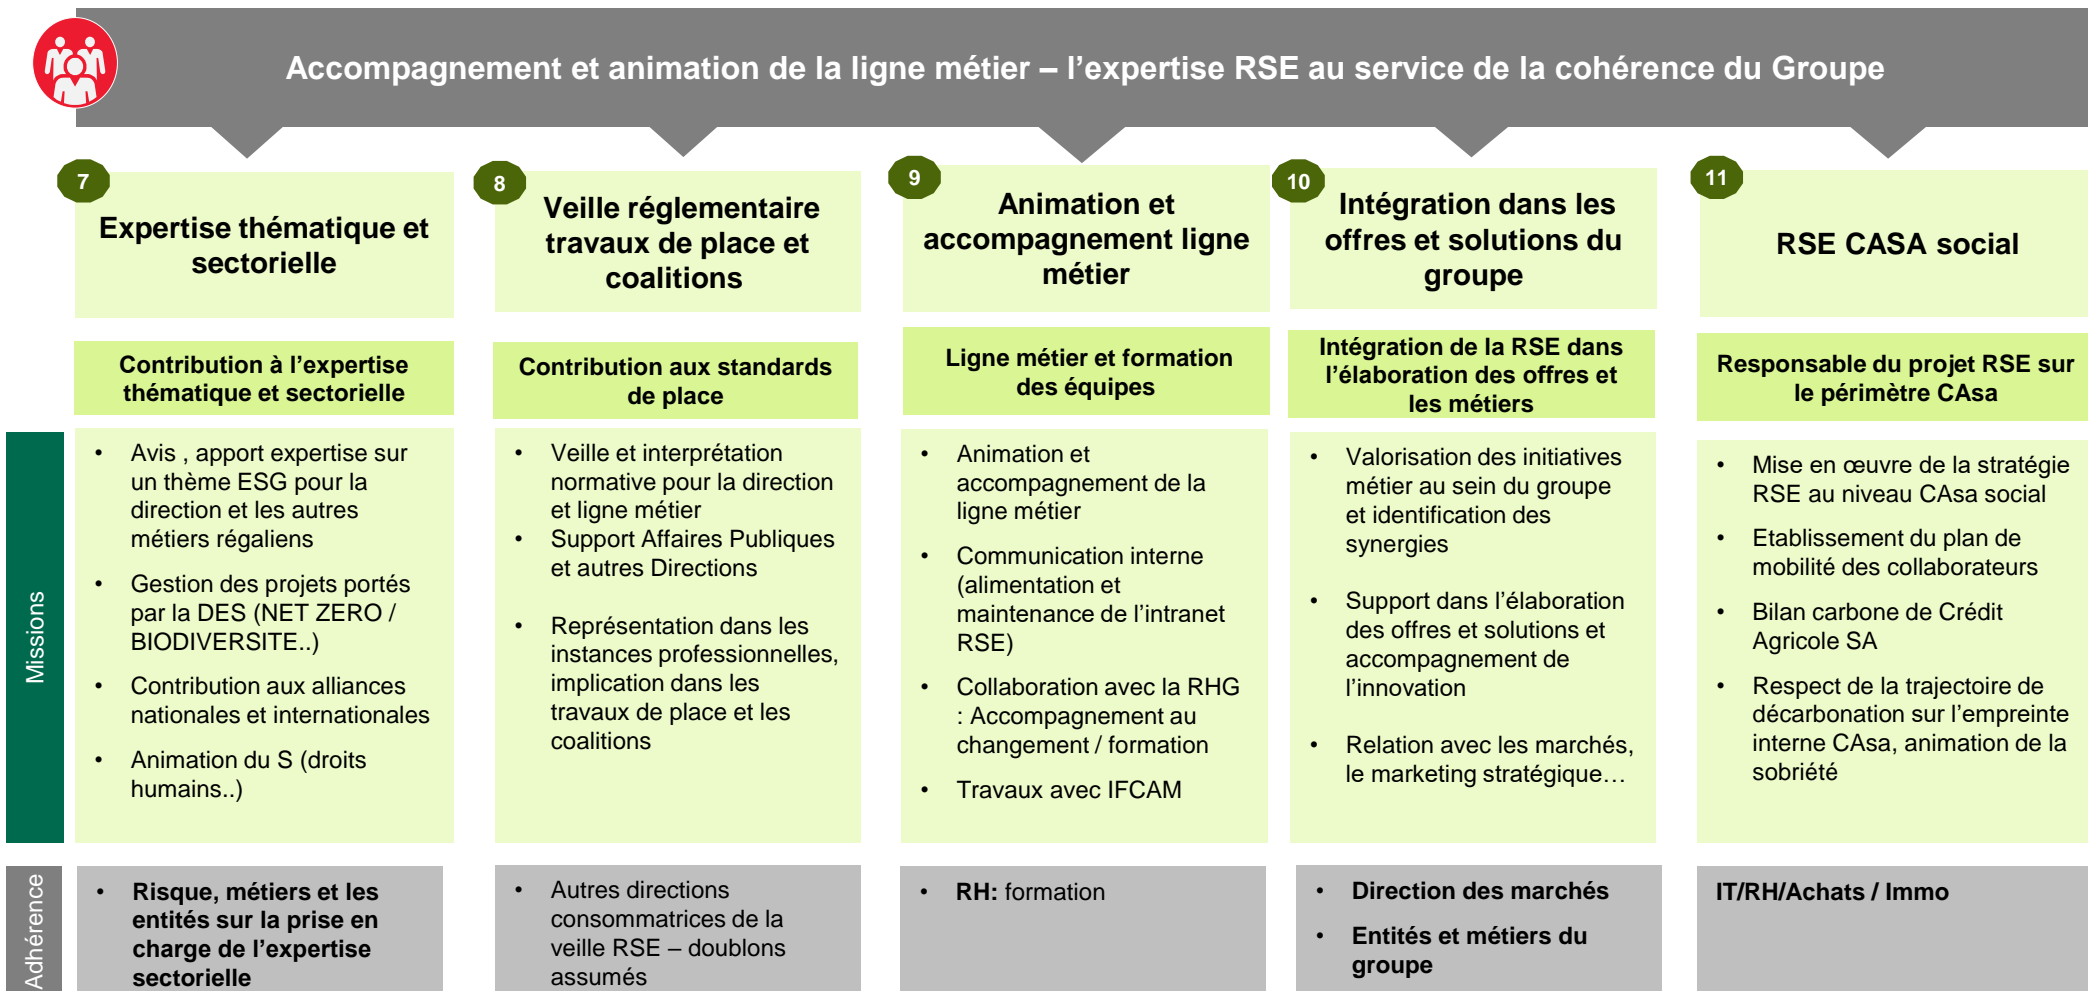 Accompagnement et animation de la ligne métier – l’expertise RSE au service de la cohérence du Groupe
7
Expertise thématique et
sectorielle
Contribution à l’expertise
thématique et sectorielle
8
Veille réglementaire
travaux de place et
coalitions
Contribution aux standards
de place
9
Animation et
accompagnement ligne
métier
Ligne métier et formation
des équipes
10
Intégration dans les
offres et solutions du
groupe
Intégration de la RSE dans
l’élaboration des offres et
les métiers
11
RSE CASA social
Responsable du projet RSE sur
le périmètre CAsa
Missions
• Avis , apport expertise sur
un thème ESG pour la
direction et les autres
métiers régaliens
• Gestion des projets portés
par la DES (NET ZERO /
BIODIVERSITE..)
• Contribution aux alliances
nationales et internationales
• Animation du S (droits
humains..)
• Veille et interprétation
normative pour la direction
et ligne métier
• Support Affaires Publiques
et autres Directions
• Représentation dans les
instances professionnelles,
implication dans les
travaux de place et les
coalitions
• Animation et
accompagnement de la
ligne métier
• Communication interne
(alimentation et
maintenance de l’intranet
RSE)
• Collaboration avec la RHG
: Accompagnement au
changement / formation
• Travaux avec IFCAM
• Valorisation des initiatives
métier au sein du groupe
et identification des
synergies
• Support dans l’élaboration
des offres et solutions et
accompagnement de
l’innovation
• Relation avec les marchés,
le marketing stratégique…
• Mise en œuvre de la stratégie
RSE au niveau CAsa social
• Etablissement du plan de
mobilité des collaborateurs
• Bilan carbone de Crédit
Agricole SA
• Respect de la trajectoire de
décarbonation sur l’empreinte
interne CAsa, animation de la
sobriété
Adhérence
• Risque, métiers et les
entités sur la prise en
charge de l’expertise
sectorielle
• Autres directions
consommatrices de la
veille RSE – doublons
assumés
• RH: formation
• Direction des marchés
• Entités et métiers du
groupe
IT/RH/Achats / Immo